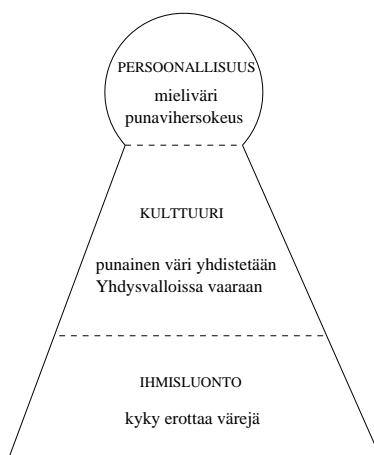 PERSOONALLISUUS
mieliväri
punavihersokeus
KULTTUURI
punainen väri yhdistetään
Yhdysvalloissa vaaraan
IHMISLUONTO
kyky erottaa värejä